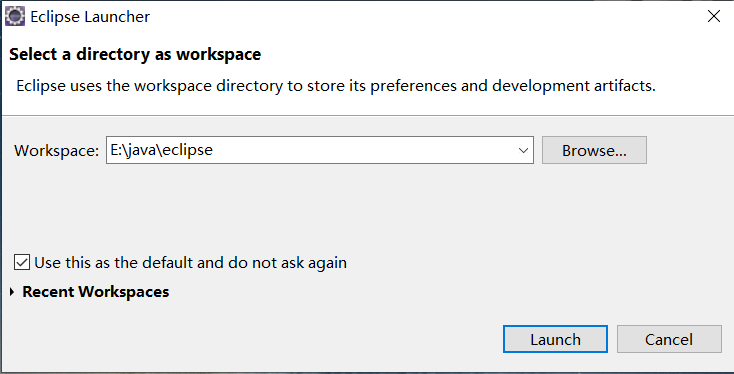 Eclipse Launcher
Select a directory as workspace
Eclipse uses the workspace directory to store its preferences and development artifacts.
Workspace: E:\java\eclipse Browse...
Use this as the default and do not ask again
Recent Workspaces
Launch Cancel